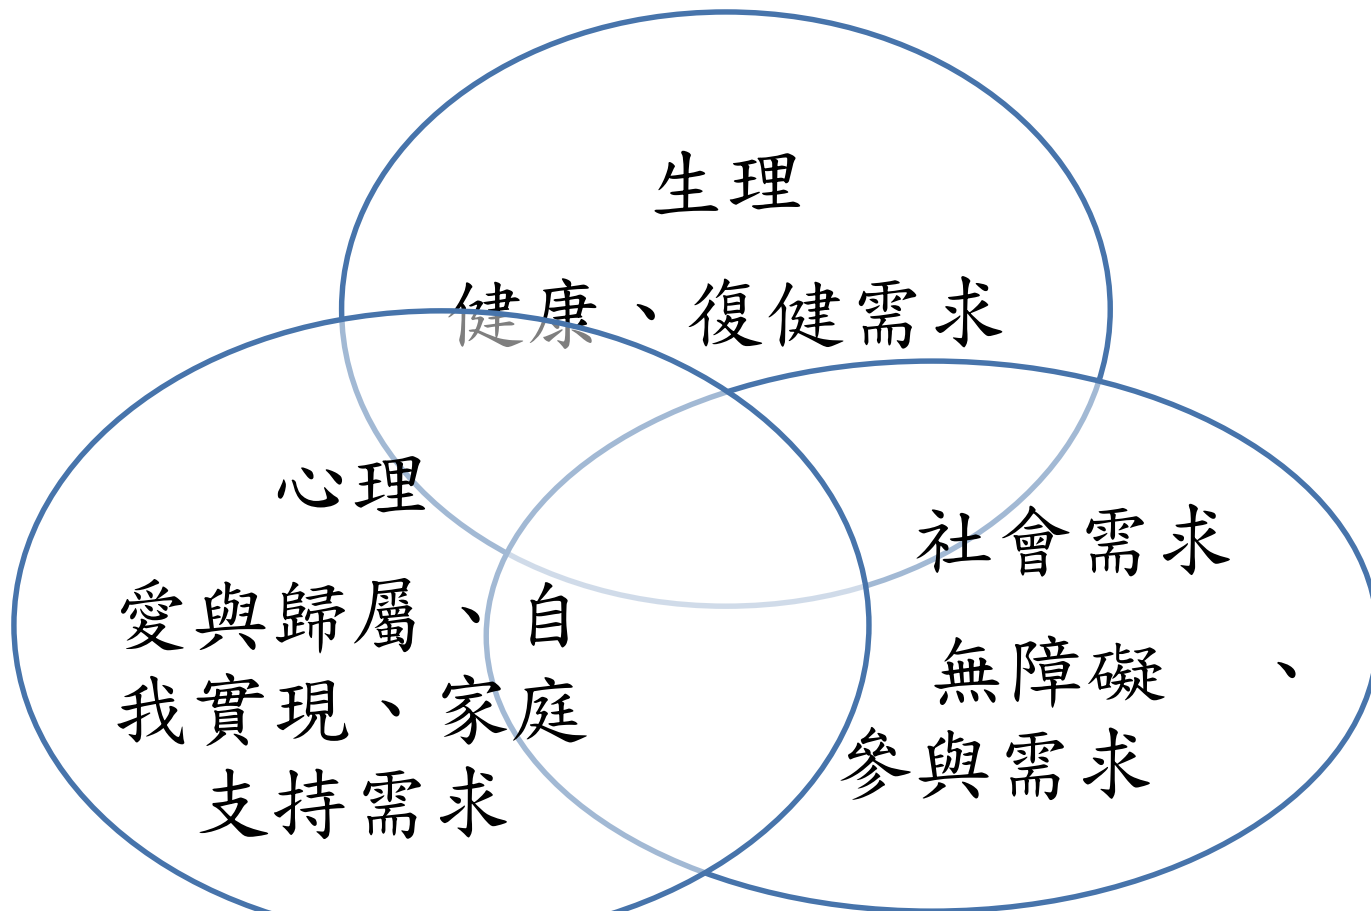 生理
健康、復健需求
心理
愛與歸屬、自
我實現、家庭
支持需求
社會需求
無障礙　、
參與需求